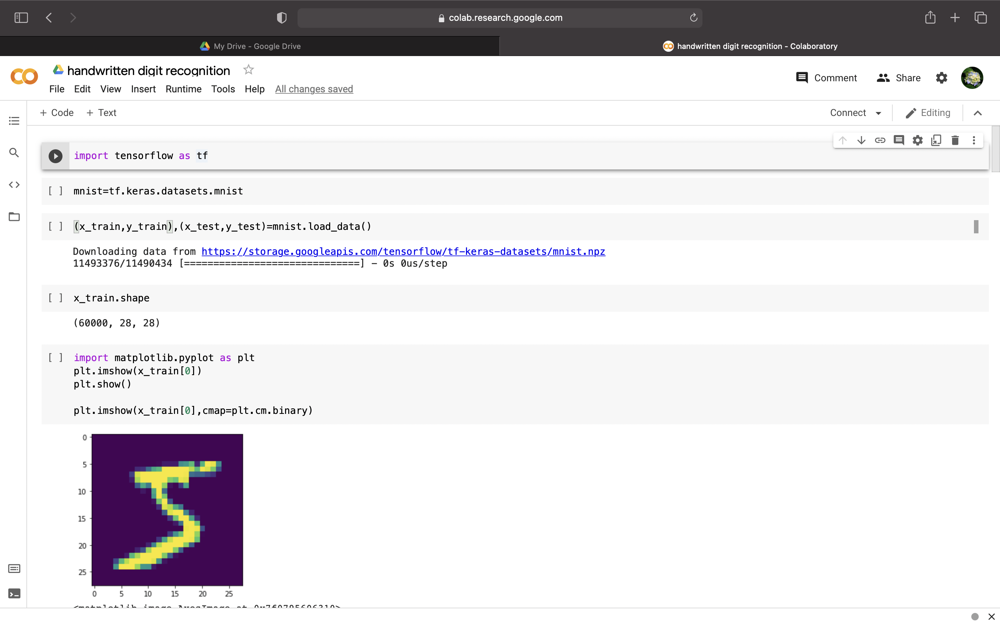 colab.research.google.com
My Drive - Google Drive
handwritten digit recognition - Colaboratory
handwritten digit recognition
Comment
Share
File Edit View Insert Runtime Tools Help All changes saved
+ Code + Text
Connect
Editing
import tensorflow as tf
[ ] mnist=tf.keras.datasets.mnist
[ ] (x_train,y_train),(x_test,y_test)=mnist.load_data()
Downloading data from https://storage.googleapis.com/tensorflow/tf-keras-datasets/mnist.npz
11493376/11490434 [==============================] - 0s 0us/step
[ ] x_train.shape
(60000, 28, 28)
[ ] import matplotlib.pyplot as plt
plt.imshow(x_train[0])
plt.show()
plt.imshow(x_train[0],cmap=plt.cm.binary)
0
5
10
15
20
25
0 5 10 15 20 25
<matplotlib.image.AxesImage at 0x7f0795606310>